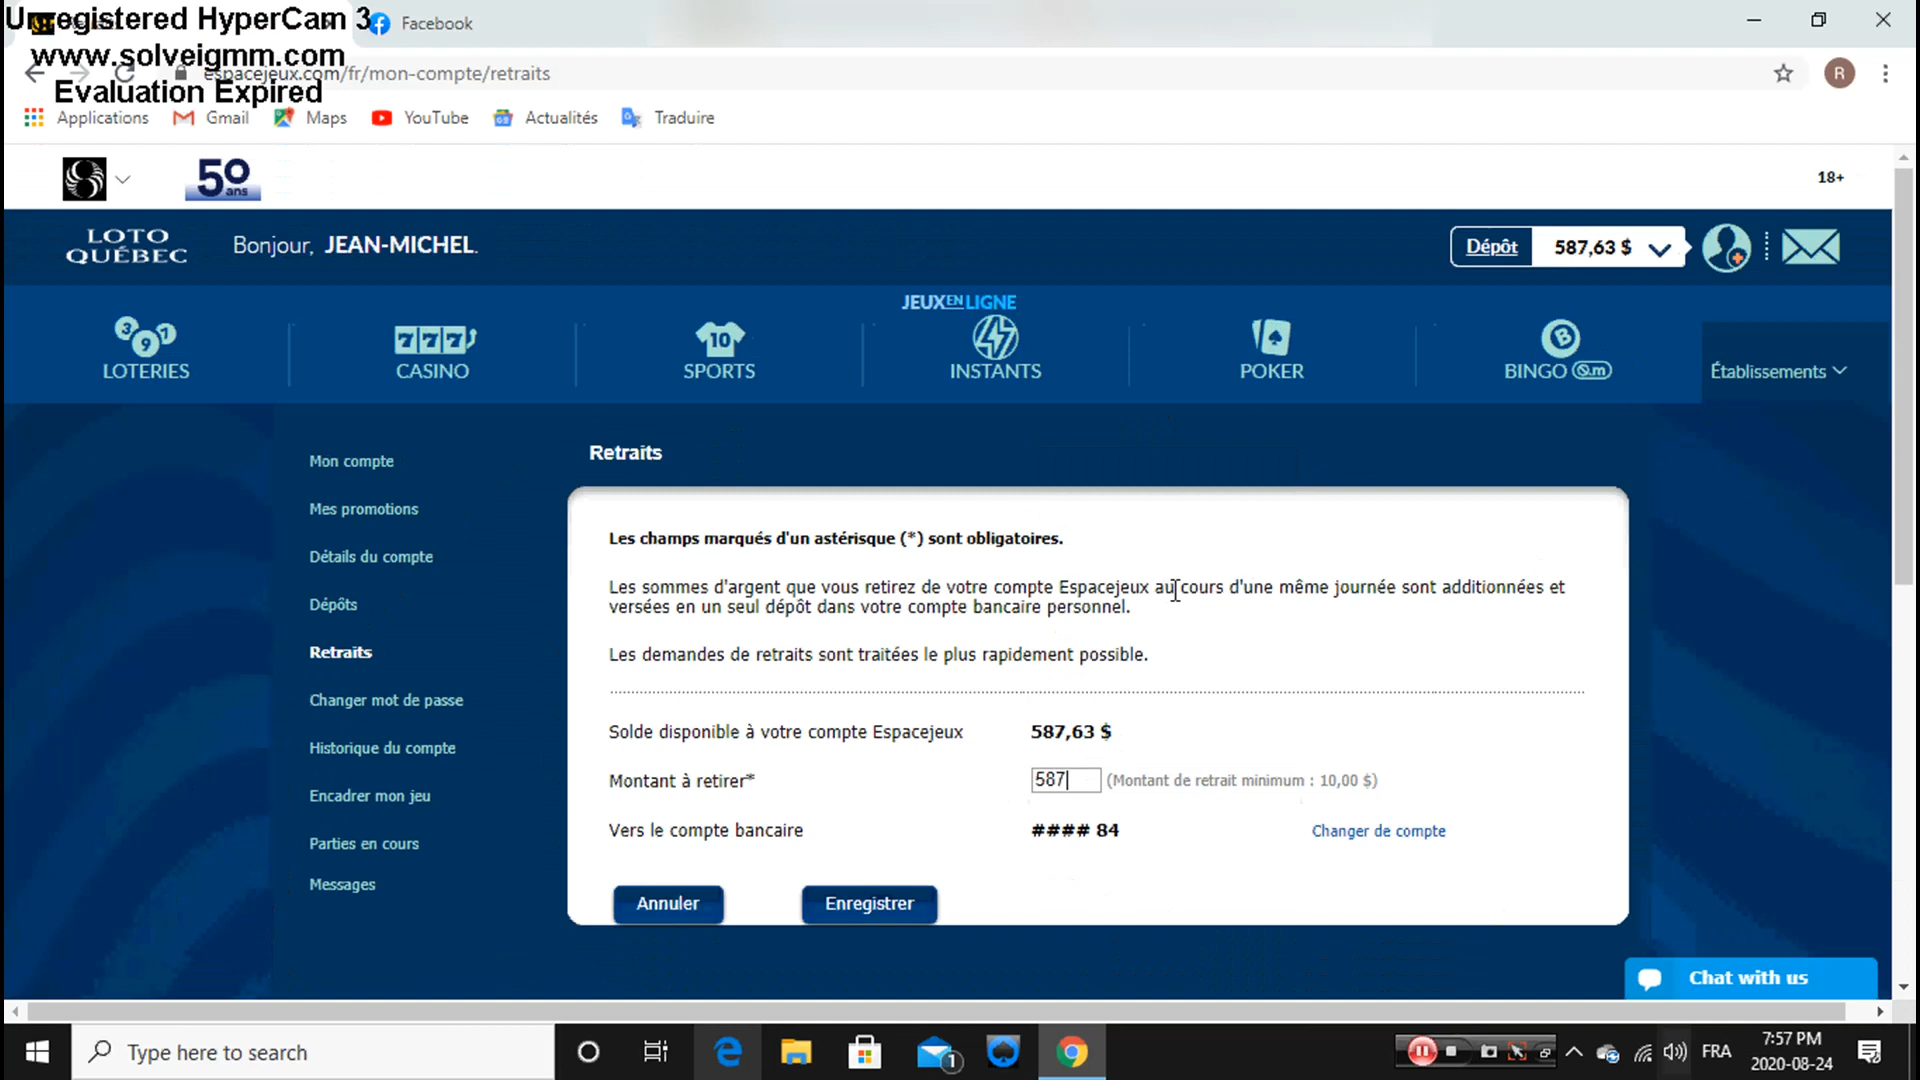 Unregistered HyperCam 3
www.solveigmm.com
Evaluation Expired
Facebook
espacejeux.com/fr/mon-compte/retraits
R
Applications
Gmail
Maps
YouTube
Actualités
Traduire
50 ans
18+
LOTO QUÉBEC
Bonjour, JEAN-MICHEL.
Dépôt
587,63 $
JEUX EN LIGNE
LOTERIES
CASINO
SPORTS
INSTANTS
POKER
BINGO
Établissements
Mon compte
Mes promotions
Détails du compte
Dépôts
Retraits
Changer mot de passe
Historique du compte
Encadrer mon jeu
Parties en cours
Messages
Retraits
Les champs marqués d'un astérisque (*) sont obligatoires.
Les sommes d'argent que vous retirez de votre compte Espacejeux au cours d'une même journée sont additionnées et
versées en un seul dépôt dans votre compte bancaire personnel.
Les demandes de retraits sont traitées le plus rapidement possible.
Solde disponible à votre compte Espacejeux 587,63 $
Montant à retirer* 587 (Montant de retrait minimum : 10,00 $)
Vers le compte bancaire #### 84 Changer de compte
Annuler
Enregistrer
Chat with us
Type here to search
1
FRA
7:57 PM
2020-08-24